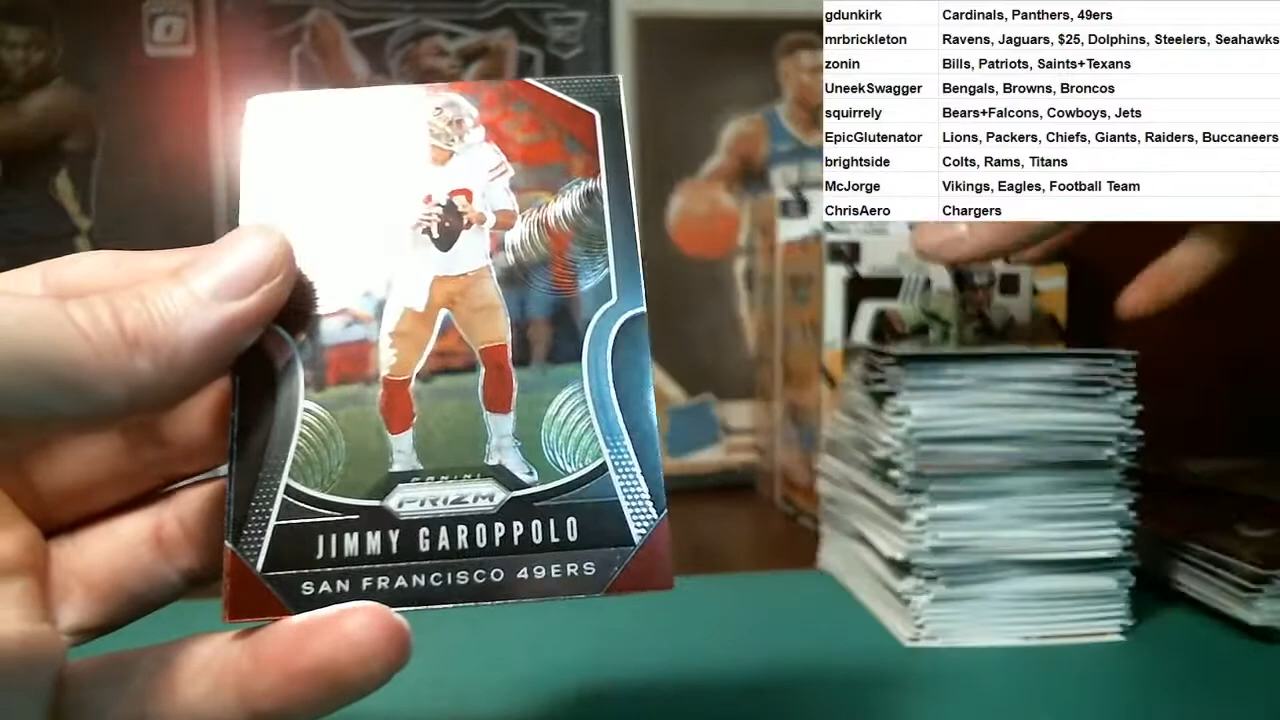 gdunkirk Cardinals, Panthers, 49ers
mrbrickleton Ravens, Jaguars, $25, Dolphins, Steelers, Seahawks
zonin Bills, Patriots, Saints+Texans
UneekSwagger Bengals, Browns, Broncos
squirrely Bears+Falcons, Cowboys, Jets
EpicGlutenator Lions, Packers, Chiefs, Giants, Raiders, Buccaneers
brightside Colts, Rams, Titans
McJorge Vikings, Eagles, Football Team
ChrisAero Chargers
PANINI
PRIZM
JIMMY GAROPPOLO
SAN FRANCISCO 49ERS